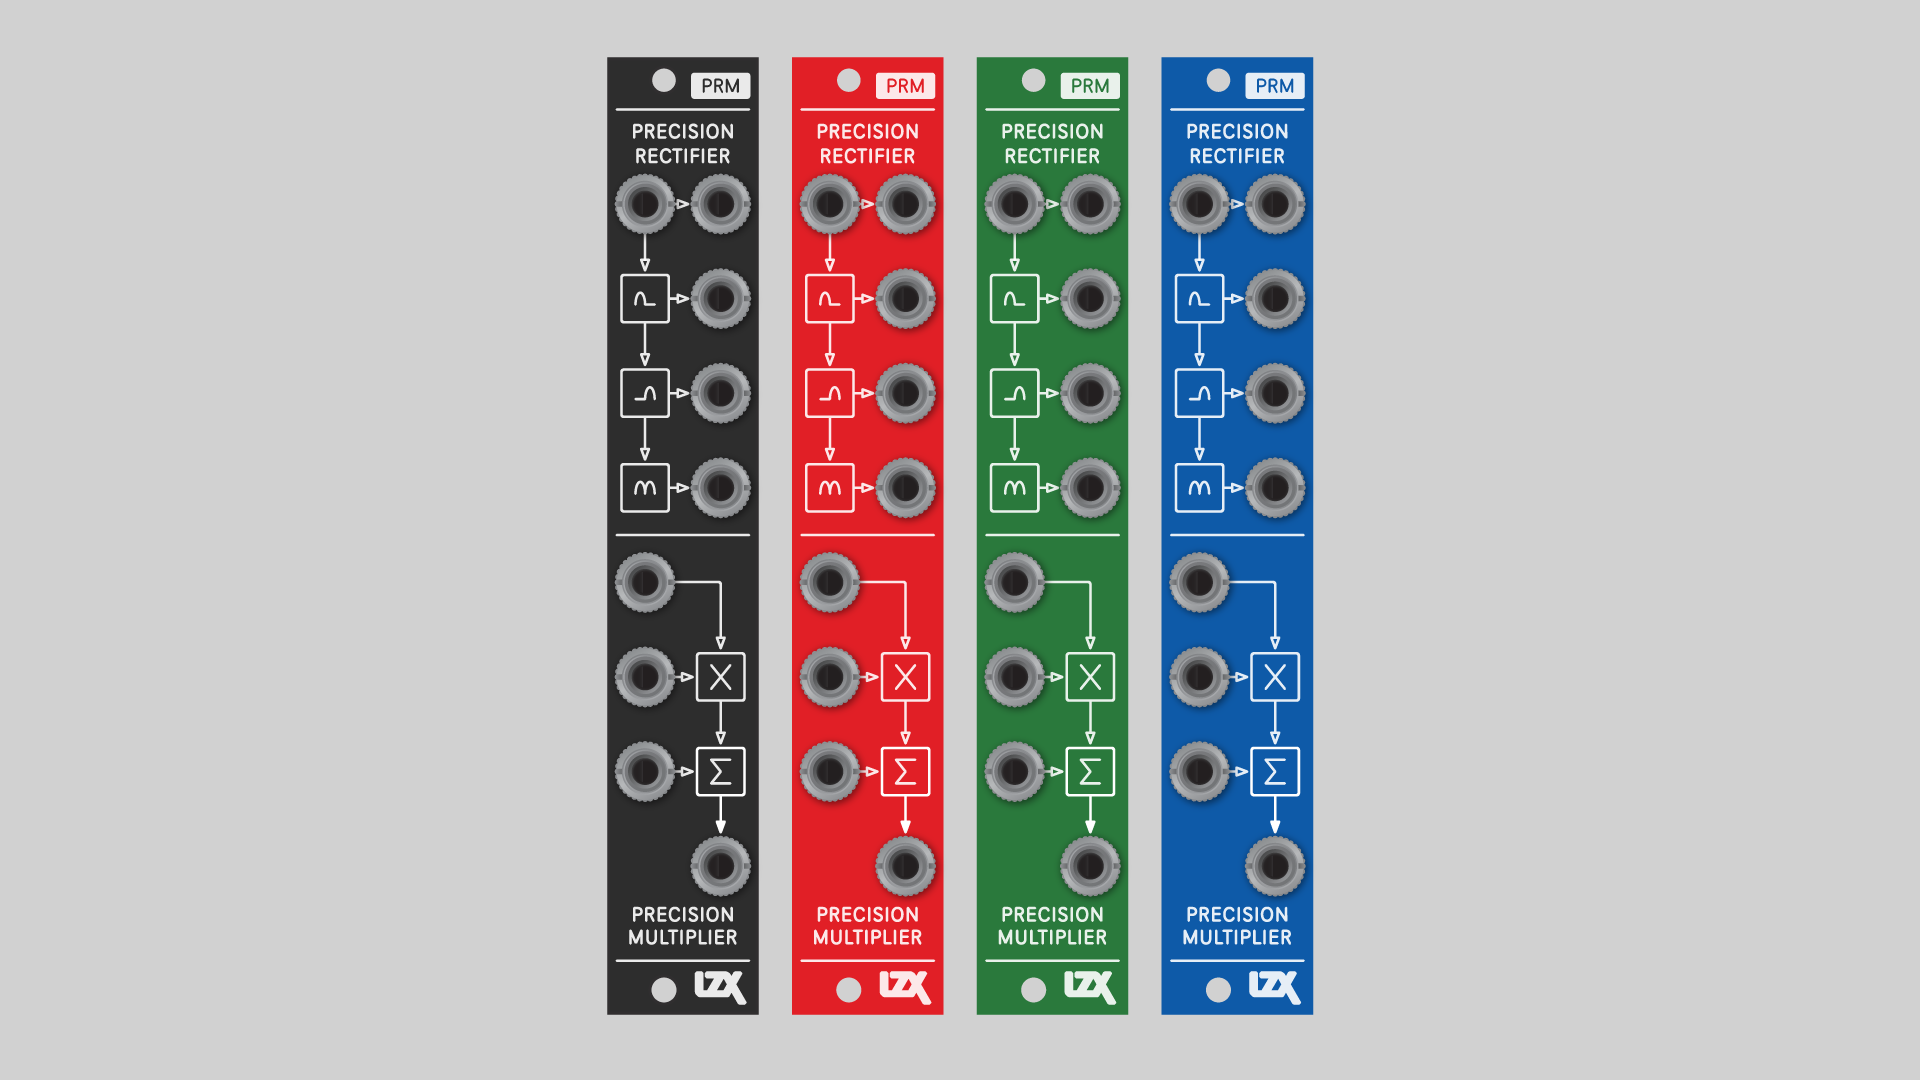 PRM
PRECISION
RECTIFIER
X
Σ
PRECISION
MULTIPLIER
LZX
PRM
PRECISION
RECTIFIER
X
Σ
PRECISION
MULTIPLIER
LZX
PRM
PRECISION
RECTIFIER
X
Σ
PRECISION
MULTIPLIER
LZX
PRM
PRECISION
RECTIFIER
X
Σ
PRECISION
MULTIPLIER
LZX